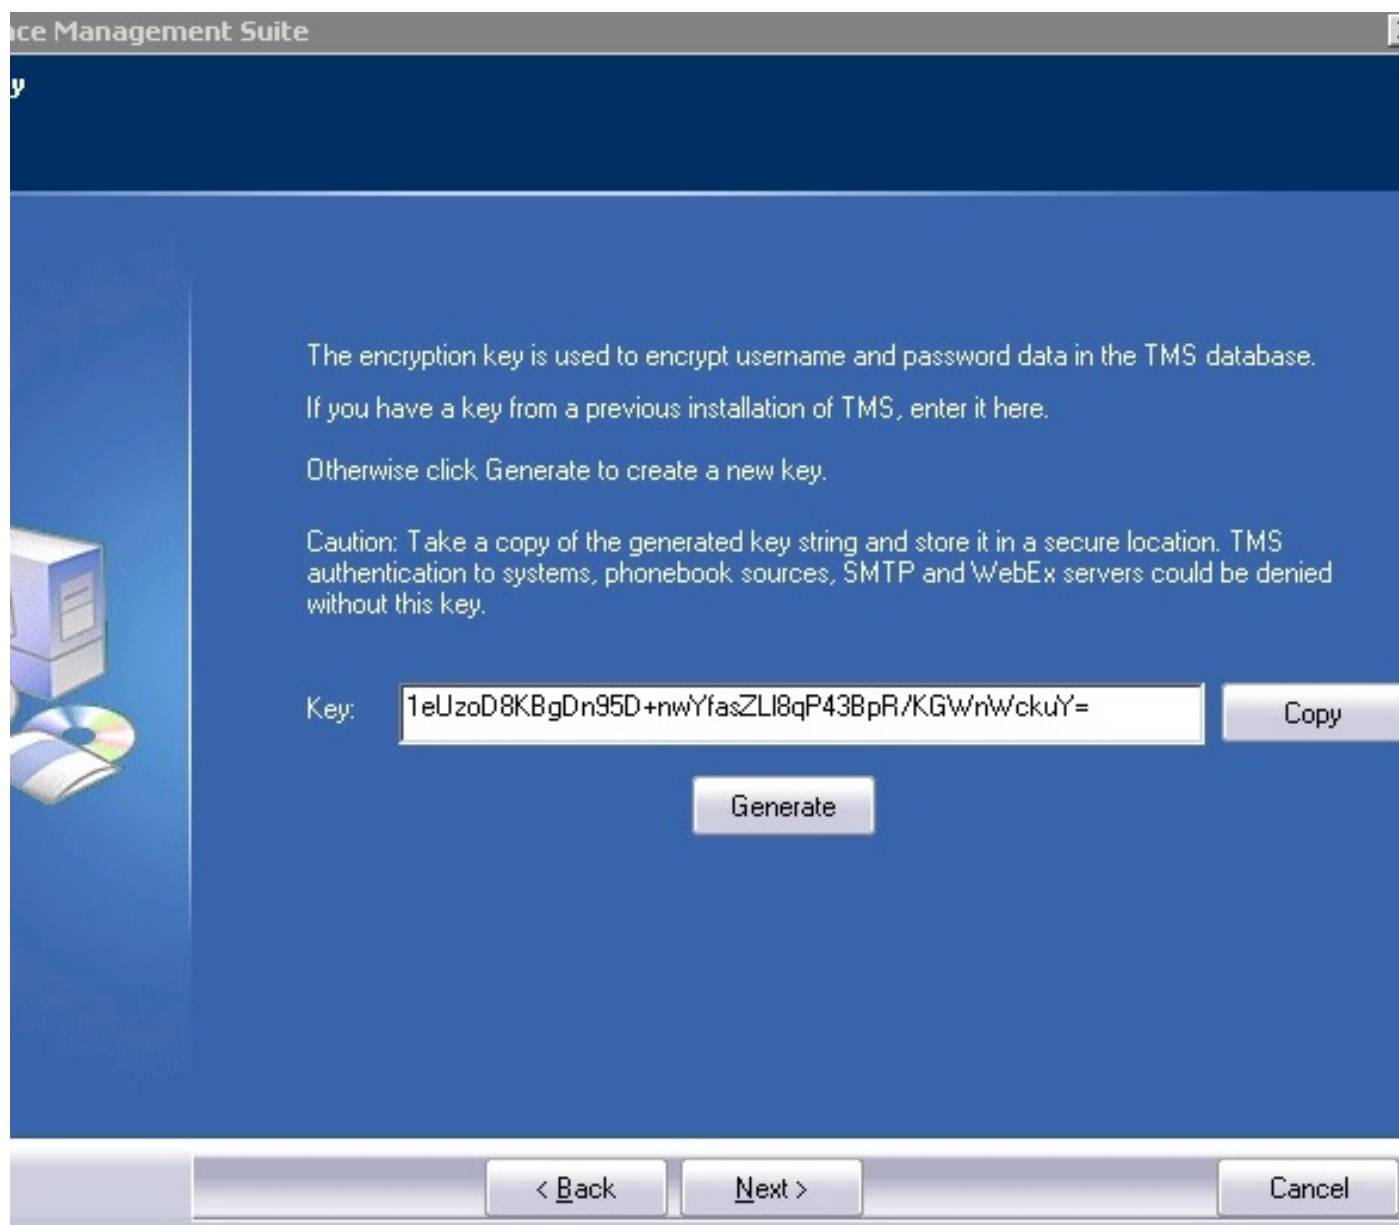 ce Management Suite
y
The encryption key is used to encrypt username and password data in the TMS database.
If you have a key from a previous installation of TMS, enter it here.
Otherwise click Generate to create a new key.
Caution: Take a copy of the generated key string and store it in a secure location. TMS
authentication to systems, phonebook sources, SMTP and WebEx servers could be denied
without this key.
Key: 1eUzoD8KBgDn95D+nwYfasZLI8qP43BpR/KGWnWckuY= Copy
Generate
< Back Next > Cancel